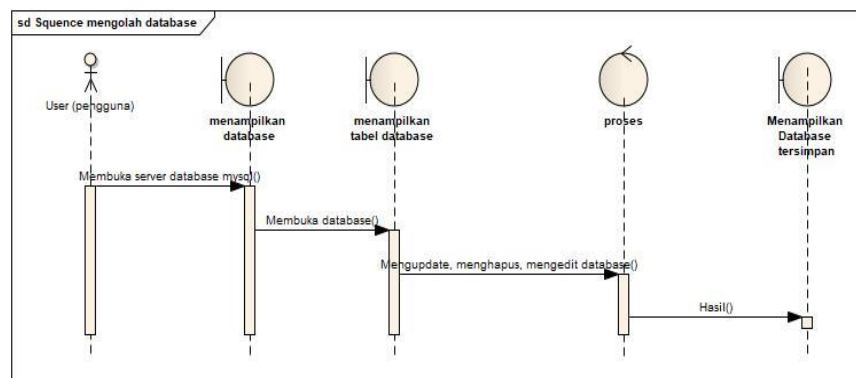 sd Squence mengolah database
User (pengguna)
menampilkan
database
menampilkan
tabel database
proses
Menampilkan
Database
tersimpan
Membuka server database mysql()
Membuka database()
Mengupdate, menghapus, mengedit database()
Hasil()